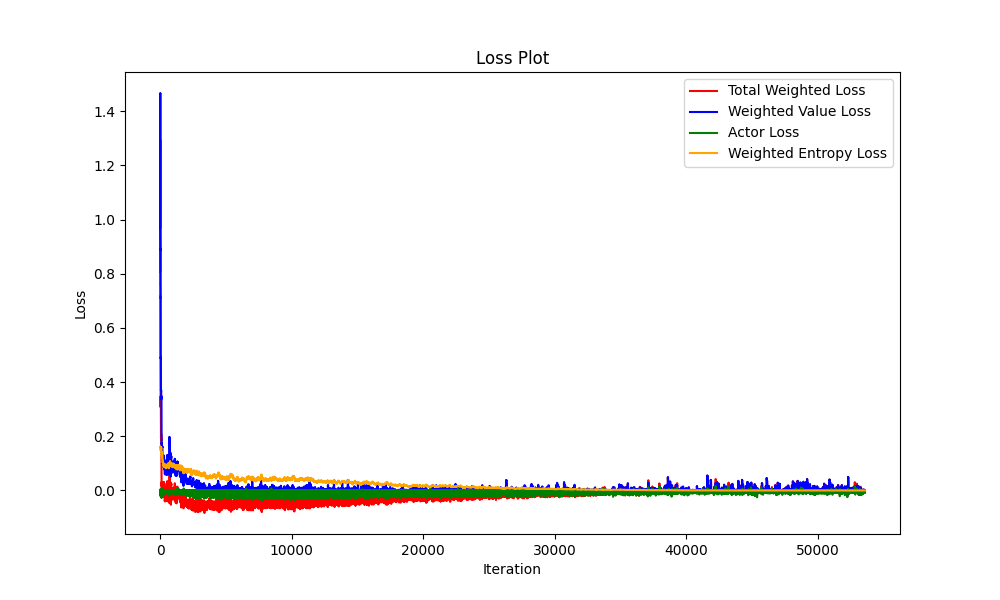 Loss Plot
Total Weighted Loss
Weighted Value Loss
Actor Loss
Weighted Entropy Loss
Loss
1.4
1.2
1.0
0.8
0.6
0.4
0.2
0.0
0 10000 20000 30000 40000 50000
Iteration